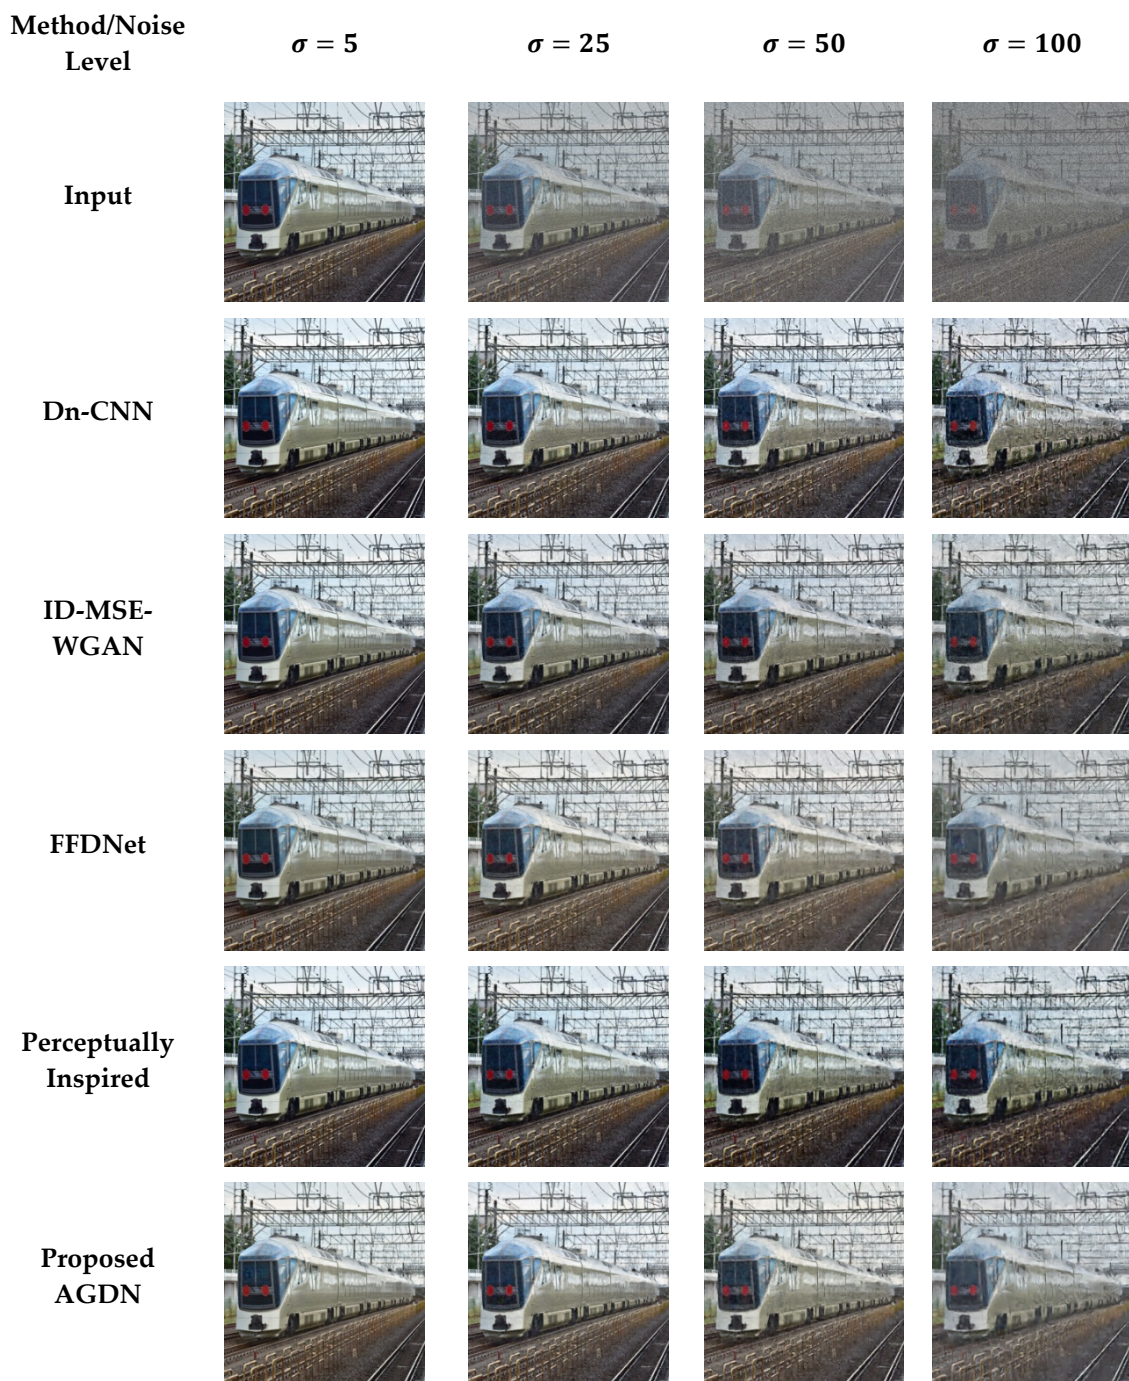 Method/Noise
Level
σ = 5
σ = 25
σ = 50
σ = 100
Input
Dn-CNN
ID-MSE-
WGAN
FFDNet
Perceptually
Inspired
Proposed
AGDN